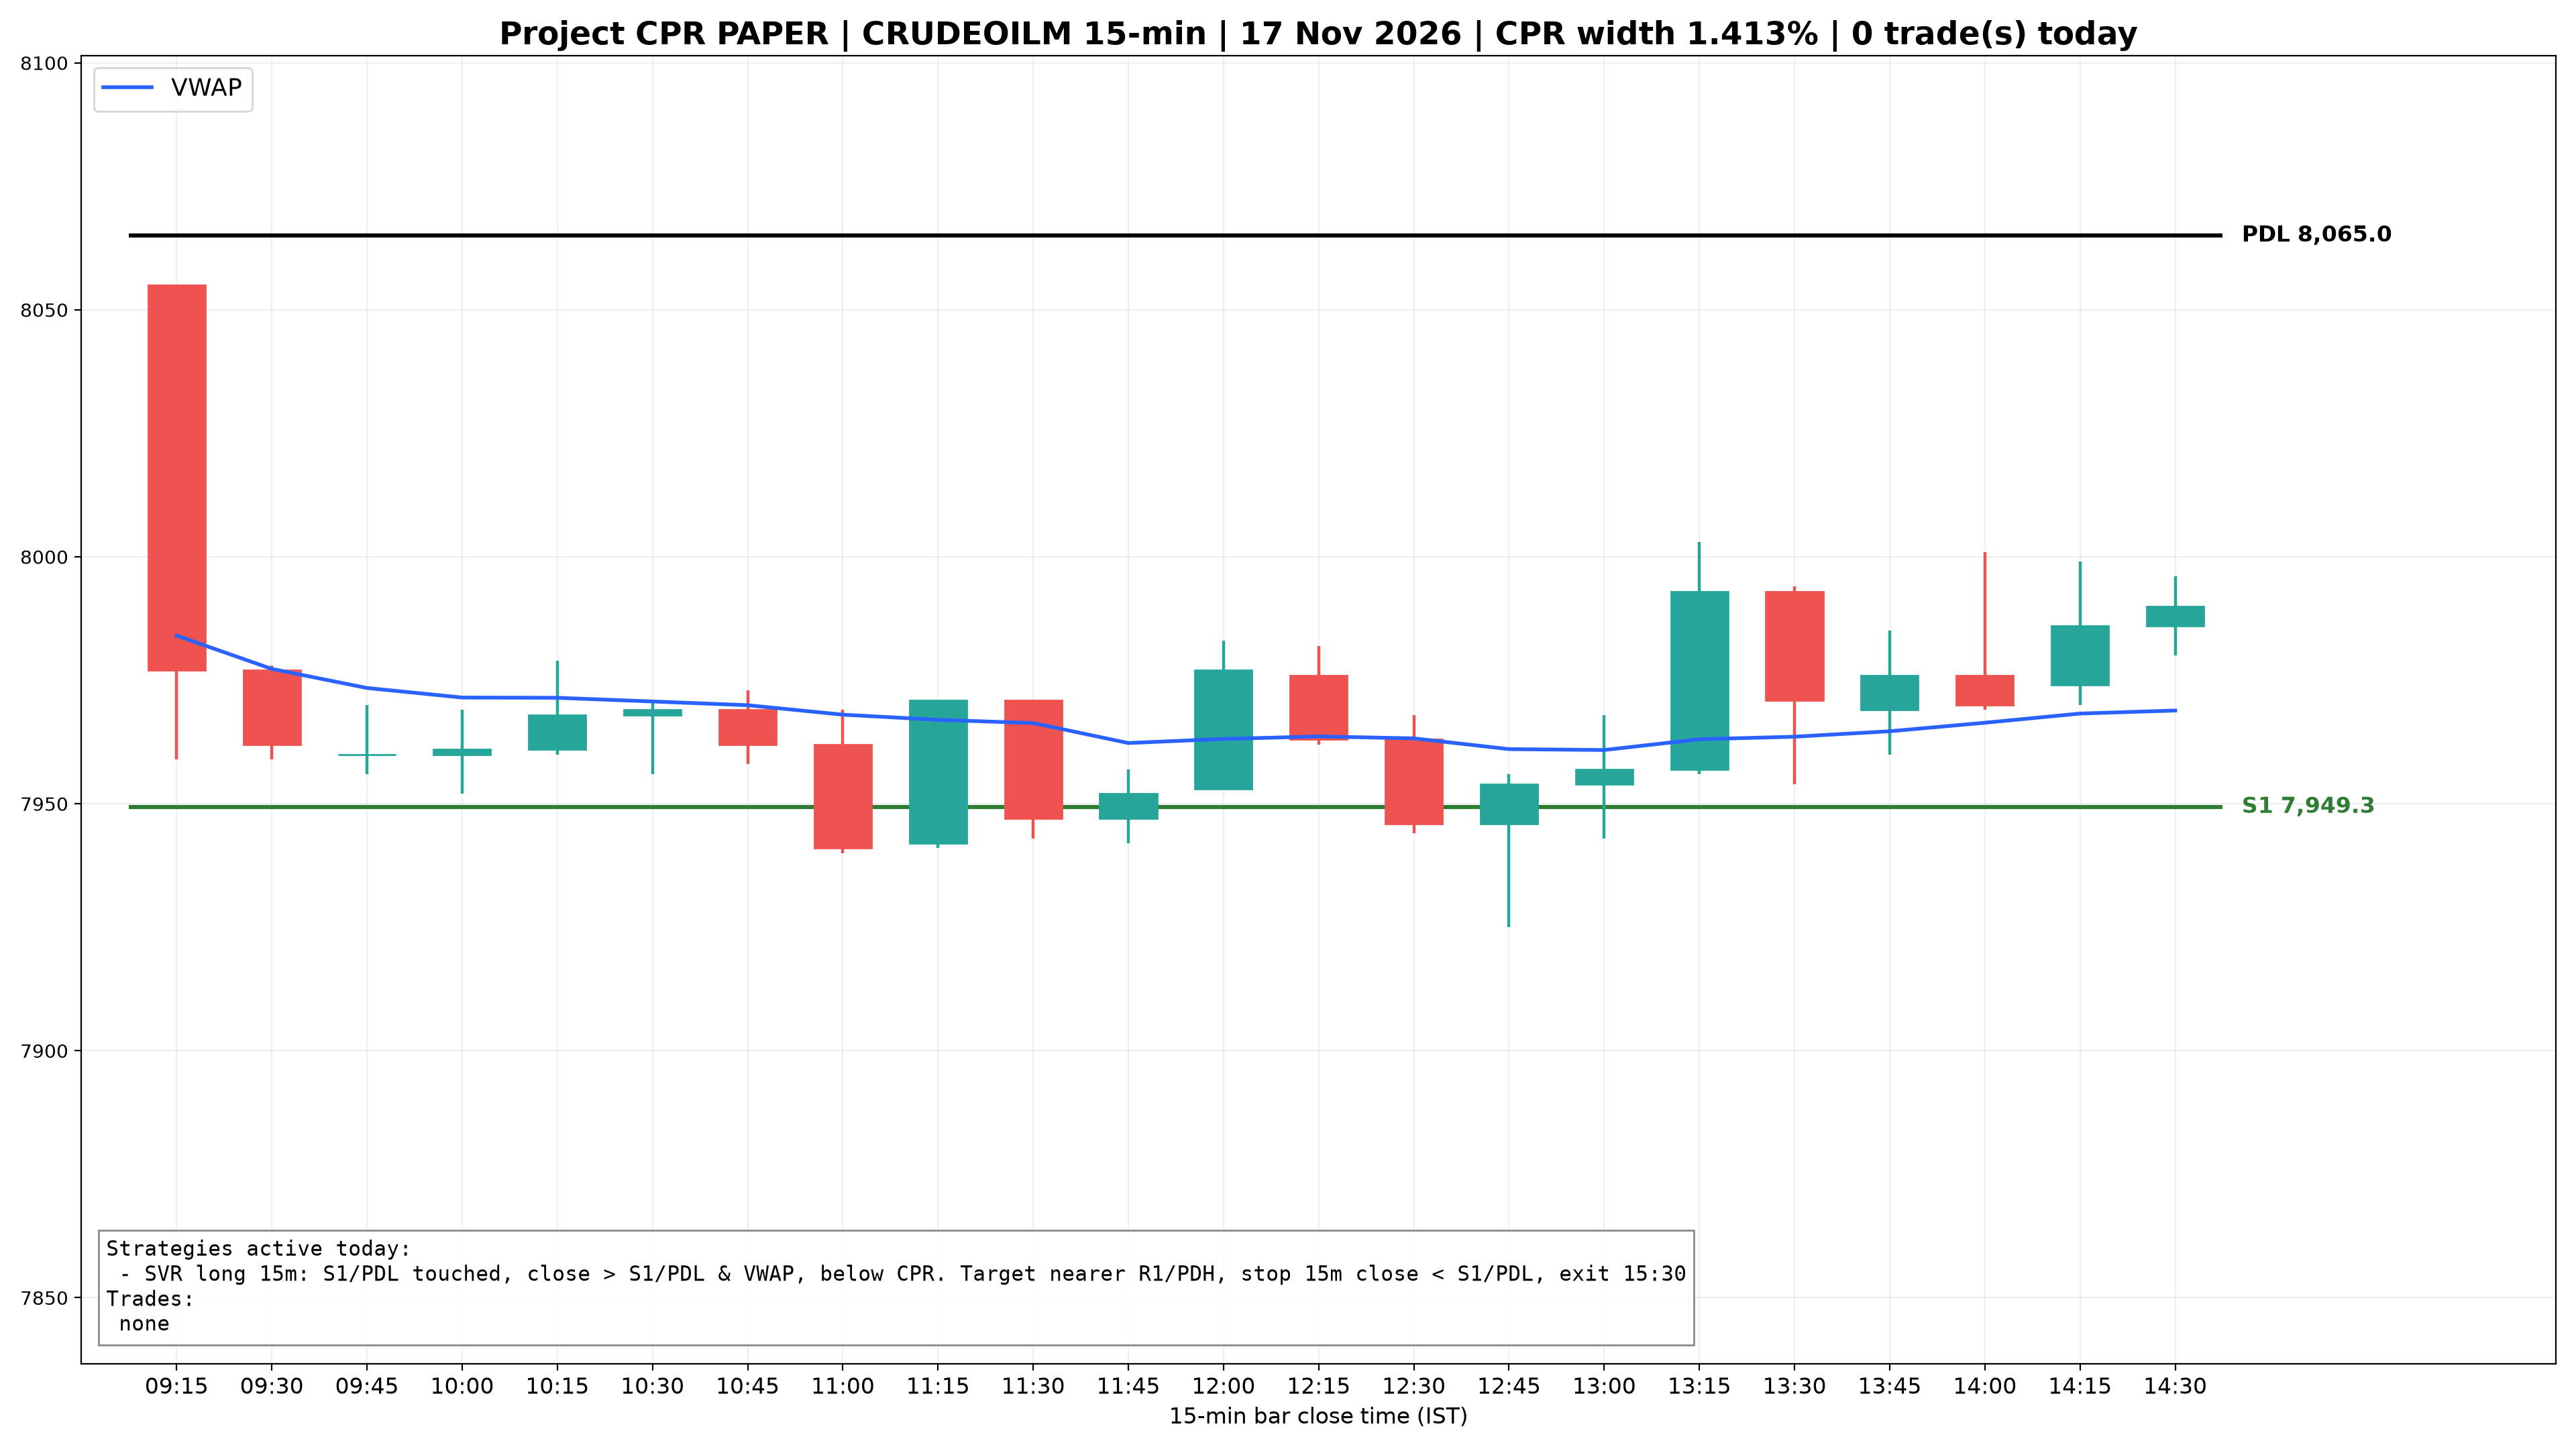 Project CPR PAPER | CRUDEOILM 15-min | 17 Nov 2026 | CPR width 1.413% | 0 trade(s) today
VWAP
8100
8050
8000
7950
7900
7850
PDL 8,065.0
S1 7,949.3
Strategies active today:
- SVR long 15m: S1/PDL touched, close > S1/PDL & VWAP, below CPR. Target nearer R1/PDH, stop 15m close < S1/PDL, exit 15:30
Trades:
none
09:15 09:30 09:45 10:00 10:15 10:30 10:45 11:00 11:15 11:30 11:45 12:00 12:15 12:30 12:45 13:00 13:15 13:30 13:45 14:00 14:15 14:30
15-min bar close time (IST)